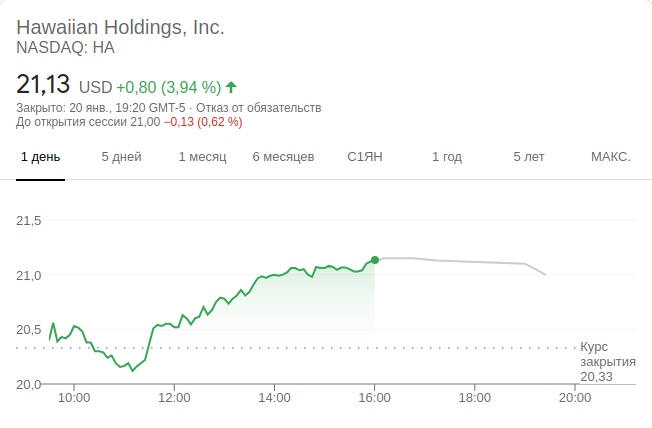 Hawaiian Holdings, Inc.
NASDAQ: HA
21,13 USD +0,80 (3,94 %)
Закрыто: 20 янв., 19:20 GMT-5 · Отказ от обязательств
До открытия сессии 21,00 −0,13 (0,62 %)
1 день 5 дней 1 месяц 6 месяцев С1ЯН 1 год 5 лет МАКС.
21,5
21,0
20,5
20,0
Курс
закрытия
20,33
10:00 12:00 14:00 16:00 18:00 20:00